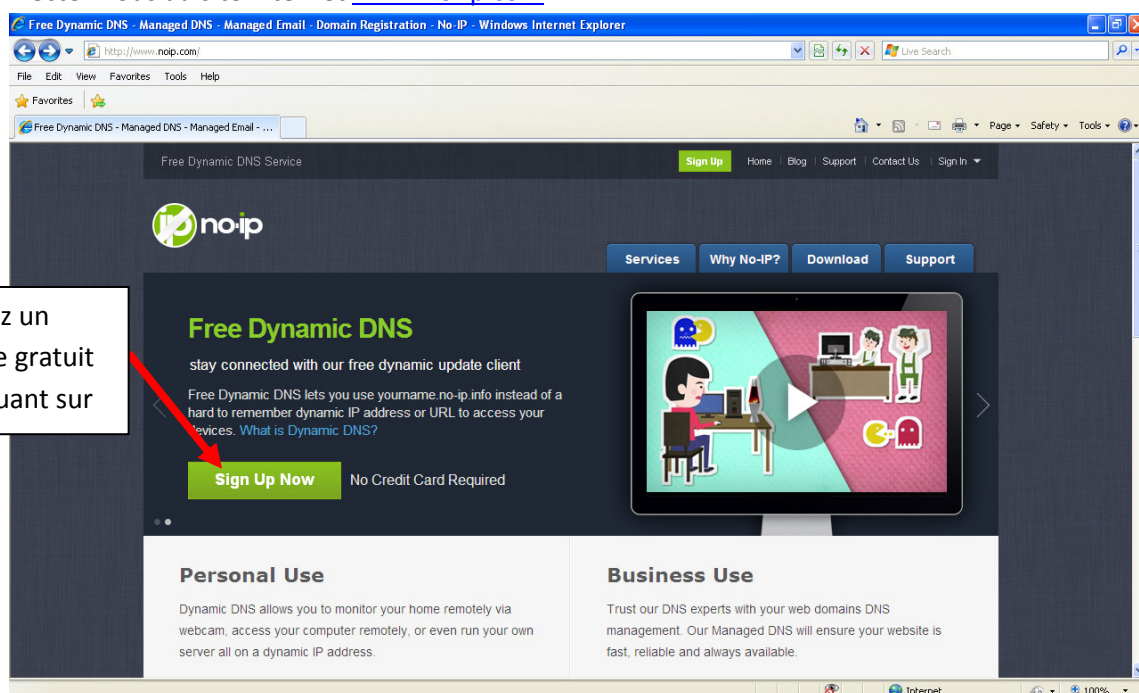 Free Dynamic DNS - Managed DNS - Managed Email - Domain Registration - No-IP - Windows Internet Explorer
http://www.noip.com/
Live Search
File Edit View Favorites Tools Help
Favorites
Free Dynamic DNS - Managed DNS - Managed Email - ...
Page Safety Tools
Free Dynamic DNS Service
Sign Up Home Blog Support Contact Us Sign In
no·ip
Services Why No-IP? Download Support
z un
e gratuit
uant sur
Free Dynamic DNS
stay connected with our free dynamic update client
Free Dynamic DNS lets you use yourname.no-ip.info instead of a
hard to remember dynamic IP address or URL to access your
devices. What is Dynamic DNS?
Sign Up Now No Credit Card Required
Personal Use
Dynamic DNS allows you to monitor your home remotely via
webcam, access your computer remotely, or even run your own
server all on a dynamic IP address.
Business Use
Trust our DNS experts with your web domains DNS
management. Our Managed DNS will ensure your website is
fast, reliable and always available.
Internet 100%